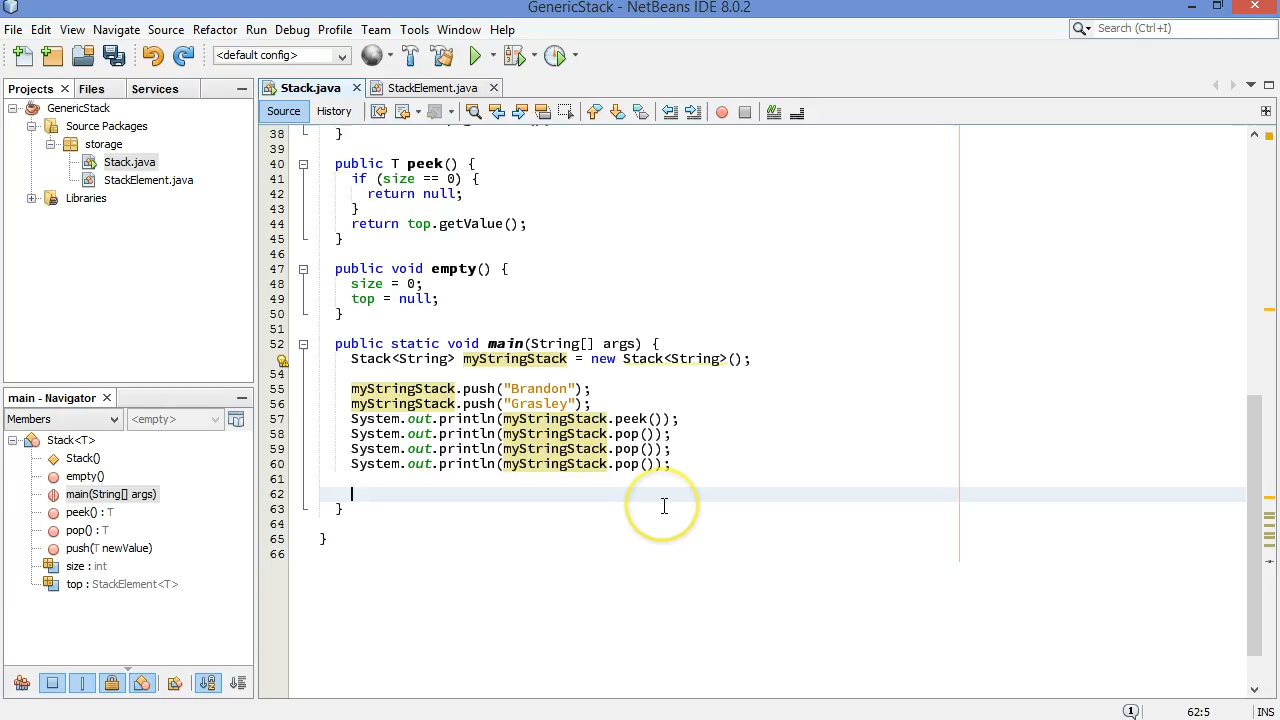 GenericStack - NetBeans IDE 8.0.2
File Edit View Navigate Source Refactor Run Debug Profile Team Tools Window Help
Search (Ctrl+I)
<default config>
Projects Files Services
Stack.java StackElement.java
Source History
GenericStack
Source Packages
storage
Stack.java
StackElement.java
Libraries
38 }
39
40 public T peek() {
41 if (size == 0) {
42 return null;
43 }
44 return top.getValue();
45 }
46
47 public void empty() {
48 size = 0;
49 top = null;
50 }
51
52 public static void main(String[] args) {
Stack<String> myStringStack = new Stack<String>();
54
55 myStringStack.push("Brandon");
56 myStringStack.push("Grasley");
57 System.out.println(myStringStack.peek());
58 System.out.println(myStringStack.pop());
59 System.out.println(myStringStack.pop());
60 System.out.println(myStringStack.pop());
61
62
63 }
64
65 }
66
main - Navigator
Members <empty>
Stack<T>
Stack()
empty()
main(String[] args)
peek() : T
pop() : T
push(T newValue)
size : int
top : StackElement<T>
1 62:5 INS